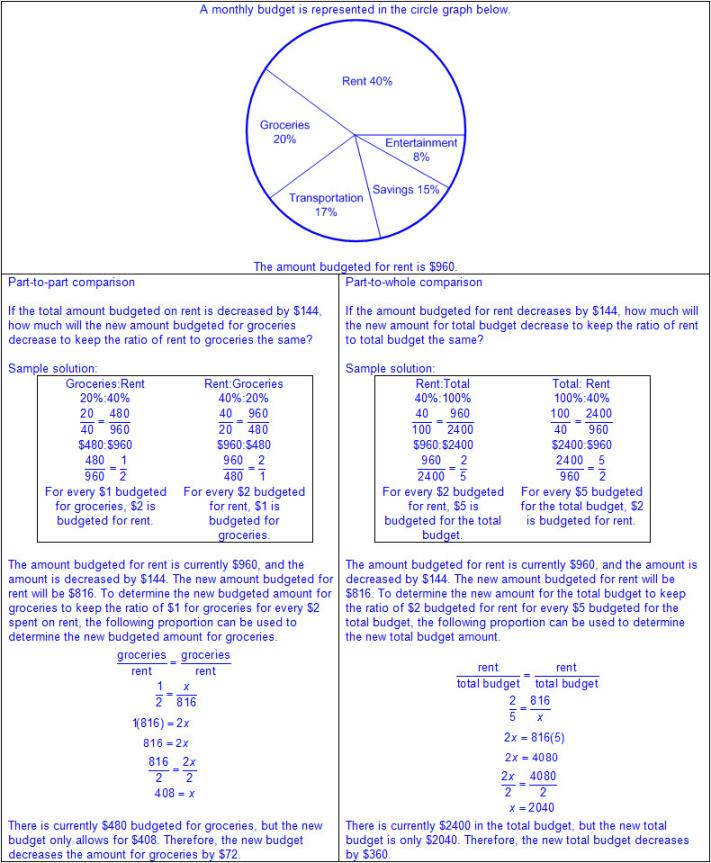 A monthly budget is represented in the circle graph below.
Rent 40%
Groceries
20%
Entertainment
8%
Savings 15%
Transportation
17%
The amount budgeted for rent is $960.
Part-to-part comparison
If the total amount budgeted on rent is decreased by $144,
how much will the new amount budgeted for groceries
decrease to keep the ratio of rent to groceries the same?
Sample solution:
Groceries:Rent
20%:40%
20/40 = 480/960
$480:$960
480/960 = 1/2
For every $1 budgeted
for groceries, $2 is
budgeted for rent.
Rent:Groceries
40%:20%
40/20 = 960/480
$960:$480
960/480 = 2/1
For every $2 budgeted
for rent, $1 is
budgeted for
groceries.
The amount budgeted for rent is currently $960, and the
amount is decreased by $144. The new amount budgeted for
rent will be $816. To determine the new budgeted amount for
groceries to keep the ratio of $1 for groceries for every $2
spent on rent, the following proportion can be used to
determine the new budgeted amount for groceries.
groceries/rent = groceries/rent
1/2 = x/816
1(816) = 2x
816 = 2x
816/2 = 2x/2
408 = x
There is currently $480 budgeted for groceries, but the new
budget only allows for $408. Therefore, the new budget
decreases the amount for groceries by $72.
Part-to-whole comparison
If the amount budgeted for rent decreases by $144, how much will
the new amount for total budget decrease to keep the ratio of rent
to total budget the same?
Sample solution:
Rent:Total
40%:100%
40/100 = 960/2400
$960:$2400
960/2400 = 2/5
For every $2 budgeted
for rent, $5 is
budgeted for the total
budget.
Total: Rent
100%:40%
100/40 = 2400/960
$2400:$960
2400/960 = 5/2
For every $5 budgeted
for the total budget, $2
is budgeted for rent.
The amount budgeted for rent is currently $960, and the amount is
decreased by $144. The new amount budgeted for rent will be
$816. To determine the new amount for the total budget to keep
the ratio of $2 budgeted for rent for every $5 budgeted for the
total budget, the following proportion can be used to determine
the new total budget amount.
rent/total budget = rent/total budget
2/5 = 816/x
2x = 816(5)
2x = 4080
2x/2 = 4080/2
x = 2040
There is currently $2400 in the total budget, but the new total
budget is only $2040. Therefore, the new total budget decreases
by $360.